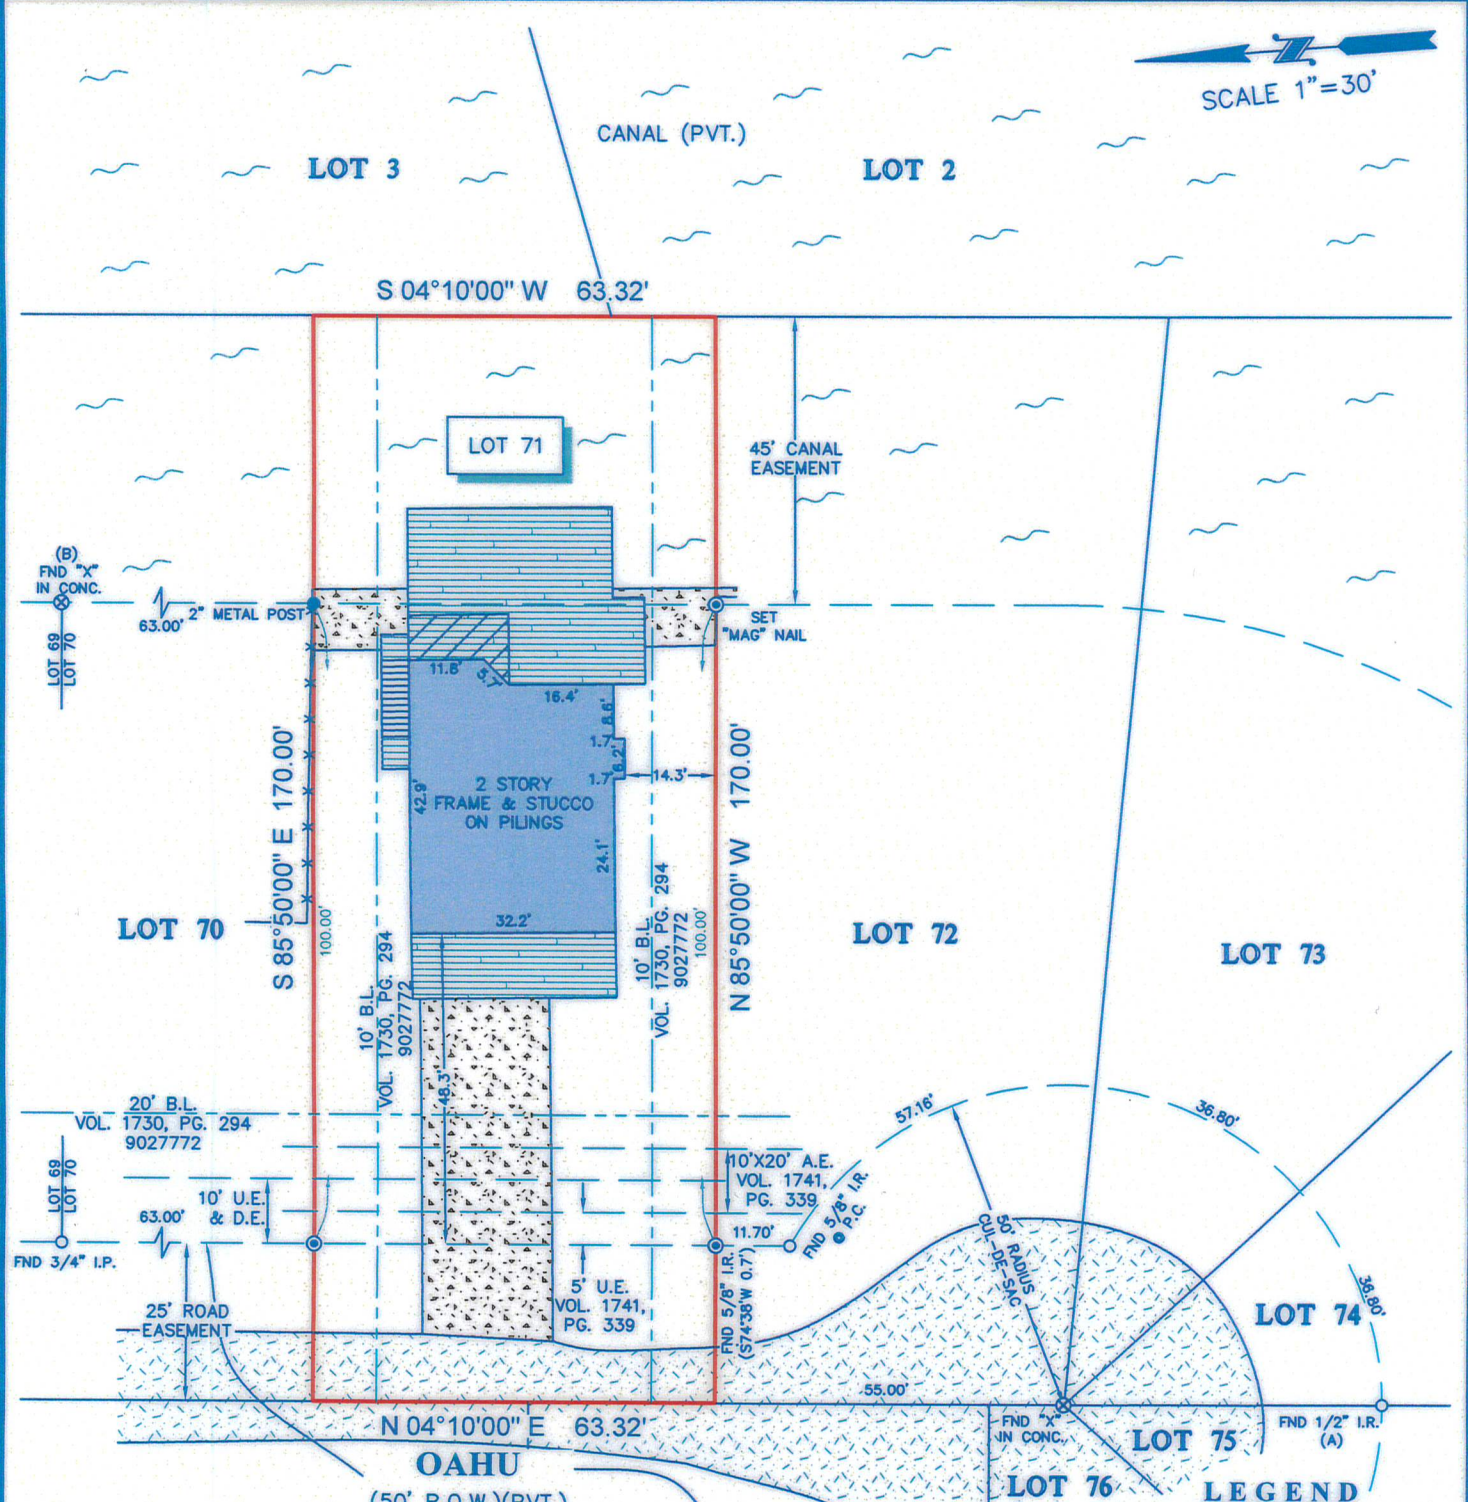 SCALE 1"=30'
CANAL (PVT.)
LOT 3
LOT 2
S 04°10'00" W 63.32'
LOT 71
45' CANAL
EASEMENT
(B)
FND "X"
IN CONC.
63.00'
2" METAL POST
SET
"MAG" NAIL
LOT 69
LOT 70
11.8'
5.7'
16.4'
8.6'
1.7'
6.2'
1.7'
14.3'
2 STORY
FRAME & STUCCO
ON PILINGS
42.9'
24.1'
32.2'
S 85°50'00" E 170.00'
N 85°50'00" W 170.00'
100.00'
100.00'
LOT 70
LOT 72
LOT 73
10' B.L.
VOL. 1730, PG. 294
9027772
10' B.L.
VOL. 1730, PG. 294
9027772
48.3'
20' B.L.
VOL. 1730, PG. 294
9027772
57.16'
36.80'
10'X20' A.E.
VOL. 1741,
PG. 339
LOT 69
LOT 70
10' U.E.
& D.E.
63.00'
11.70'
FND 5/8" I.R.
P.C.
50' RADIUS
CUL-DE-SAC
FND 3/4" I.P.
5' U.E.
VOL. 1741,
PG. 339
FND 5/8" I.R.
(S74°38'W 0.7')
25' ROAD
EASEMENT
LOT 74
36.80'
55.00'
N 04°10'00" E 63.32'
FND "X"
IN CONC.
FND 1/2" I.R.
(A)
LOT 75
OAHU
LOT 76
LEGEND
(50' R.O.W.)(PVT.)